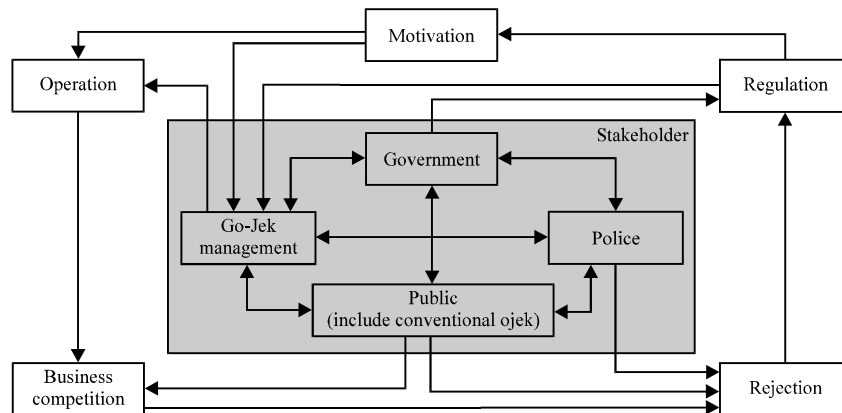 Motivation
Operation
Regulation
Stakeholder
Government
Go-Jek
management
Police
Public
(include conventional ojek)
Business
competition
Rejection